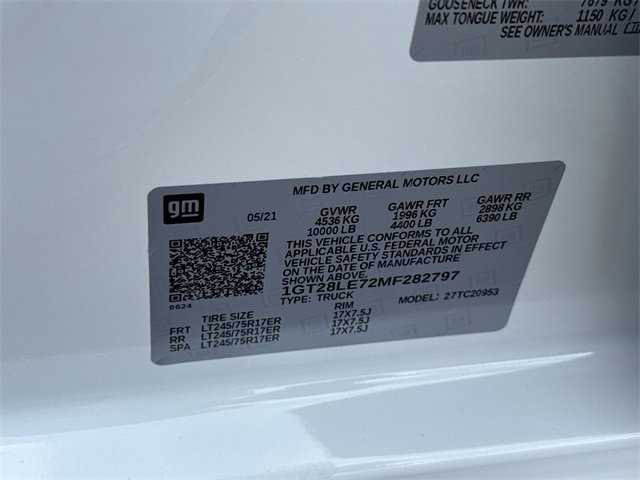 GOOSENECK TWR: 7679 KG/
MAX TONGUE WEIGHT: 1150 KG /
SEE OWNER'S MANUAL
MFD BY GENERAL MOTORS LLC
gm
05/21 GVWR GAWR FRT GAWR RR
4536 KG 1996 KG 2898 KG
10000 LB 4400 LB 6390 LB
THIS VEHICLE CONFORMS TO ALL
APPLICABLE U.S. FEDERAL MOTOR
VEHICLE SAFETY STANDARDS IN EFFECT
ON THE DATE OF MANUFACTURE
SHOWN ABOVE.
1GT28LE72MF282797
TYPE: TRUCK MODEL: 27TC20953
8624
TIRE SIZE RIM
FRT LT245/75R17ER 17X7.5J
RR LT245/75R17ER 17X7.5J
SPA LT245/75R17ER 17X7.5J